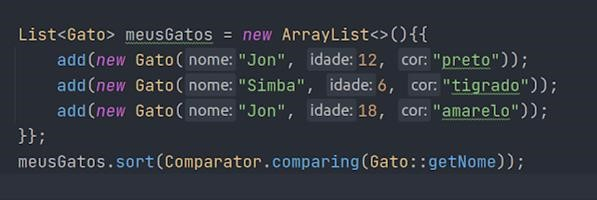 List<Gato> meusGatos = new ArrayList<>(){{
add(new Gato( nome: "Jon", idade: 12, cor: "preto"));
add(new Gato( nome: "Simba", idade: 6, cor: "tigrado"));
add(new Gato( nome: "Jon", idade: 18, cor: "amarelo"));
}};
meusGatos.sort(Comparator.comparing(Gato::getNome));